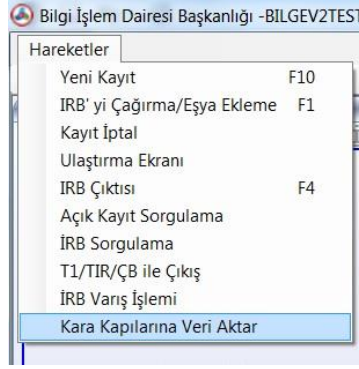 Bilgi İşlem Dairesi Başkanlığı -BILGEV2TEST
Hareketler
Yeni Kayıt F10
IRB' yi Çağırma/Eşya Ekleme F1
Kayıt İptal
Ulaştırma Ekranı
IRB Çıktısı F4
Açık Kayıt Sorgulama
İRB Sorgulama
T1/TIR/ÇB ile Çıkış
İRB Varış İşlemi
Kara Kapılarına Veri Aktar